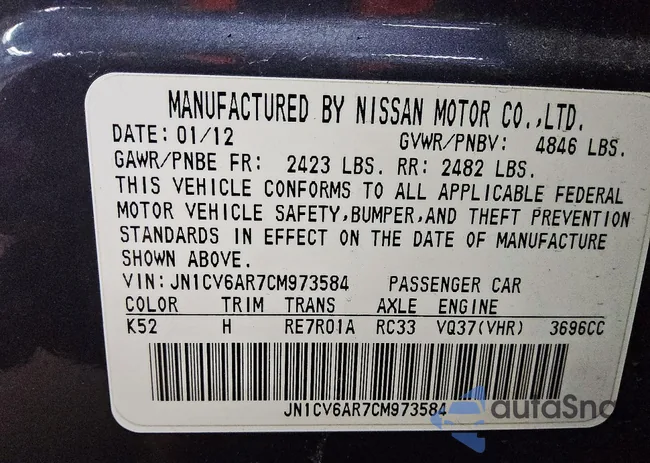 MANUFACTURED BY NISSAN MOTOR CO.,LTD.
DATE: 01/12 GVWR/PNBV: 4846 LBS.
GAWR/PNBE FR: 2423 LBS. RR: 2482 LBS.
THIS VEHICLE CONFORMS TO ALL APPLICABLE FEDERAL
MOTOR VEHICLE SAFETY,BUMPER,AND THEFT PREVENTION
STANDARDS IN EFFECT ON THE DATE OF MANUFACTURE
SHOWN ABOVE.
VIN:JN1CV6AR7CM973584 PASSENGER CAR
COLOR TRIM TRANS AXLE ENGINE
K52 H RE7R01A RC33 VQ37(VHR) 3696CC
JN1CV6AR7CM973584
autaSna